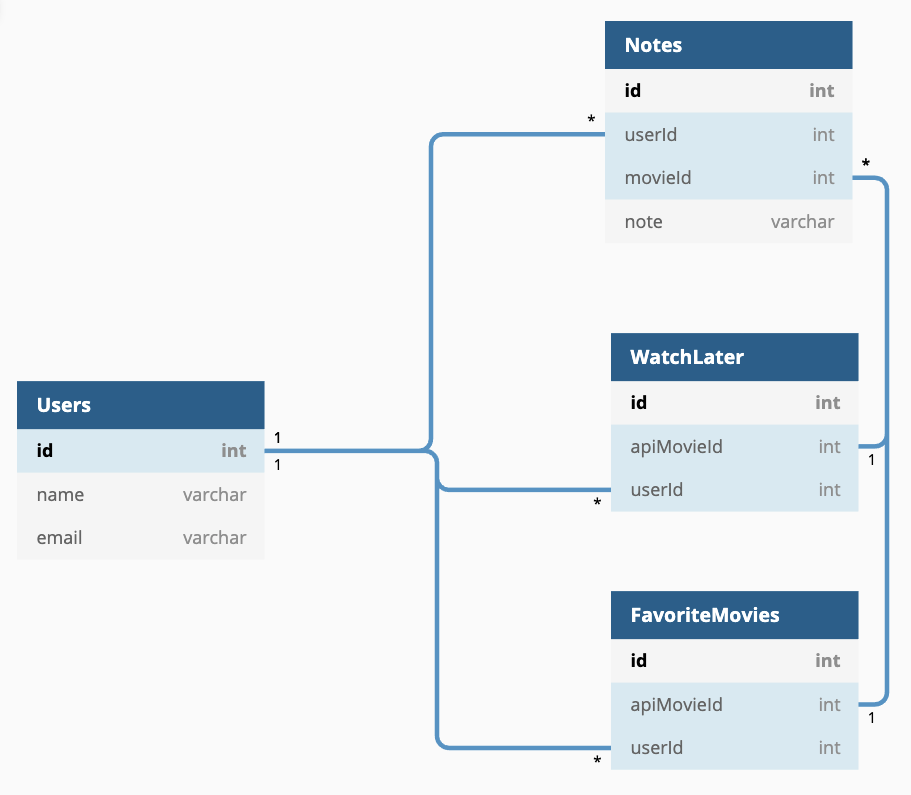 Notes
id int
* userId int
movieId int *
note varchar
WatchLater
id int
apiMovieId int 1
* userId int
Users
id int 1
1
name varchar
email varchar
FavoriteMovies
id int
apiMovieId int 1
* userId int